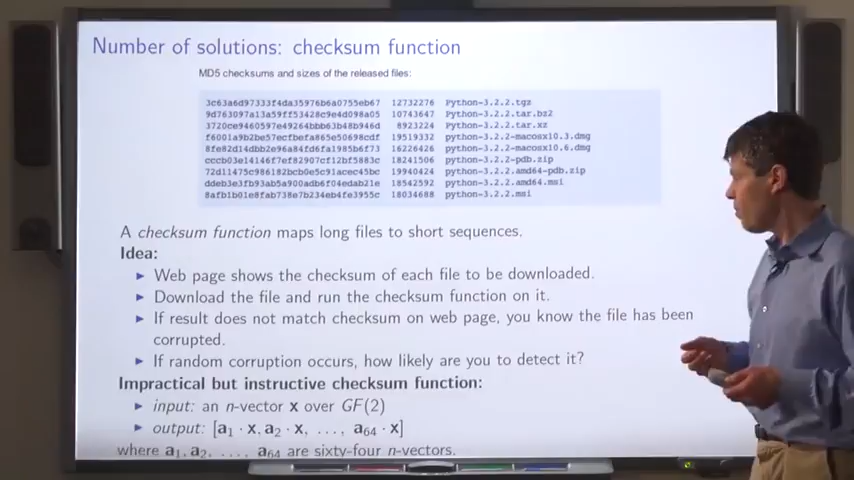 Number of solutions: checksum function
MD5 checksums and sizes of the released files:
3c63a6d97333f4da35976b6a0755eb67 12732276 Python-3.2.2.tgz
9d763097a13a59ff53428c9e4d098a05 10743647 Python-3.2.2.tar.bz2
3720ce9460597e49264bbb63b48b946d 8923224 Python-3.2.2.tar.xz
f6001a9b2be57ecfbefa865e50698cdf 19519332 python-3.2.2-macosx10.3.dmg
8fe82d14dbb2e96a84fd6fa1985b6f73 16226426 python-3.2.2-macosx10.6.dmg
cccb03e14146f7ef82907cf12bf5883c 18241506 python-3.2.2-pdb.zip
72d11475c986182bcb0e5c91acec45bc 19940424 python-3.2.2.amd64-pdb.zip
ddeb3e3fb93ab5a900adb6f04edab21e 18542592 python-3.2.2.amd64.msi
8afb1b01e8fab738e7b234eb4fe3955c 18034688 python-3.2.2.msi
A checksum function maps long files to short sequences.
Idea:
▶ Web page shows the checksum of each file to be downloaded.
▶ Download the file and run the checksum function on it.
▶ If result does not match checksum on web page, you know the file has been
corrupted.
▶ If random corruption occurs, how likely are you to detect it?
Impractical but instructive checksum function:
▶ input: an n-vector x over GF(2)
▶ output: [a₁ · x, a₂ · x, . . . , a₆₄ · x]
where a₁, a₂, . . . , a₆₄ are sixty-four n-vectors.